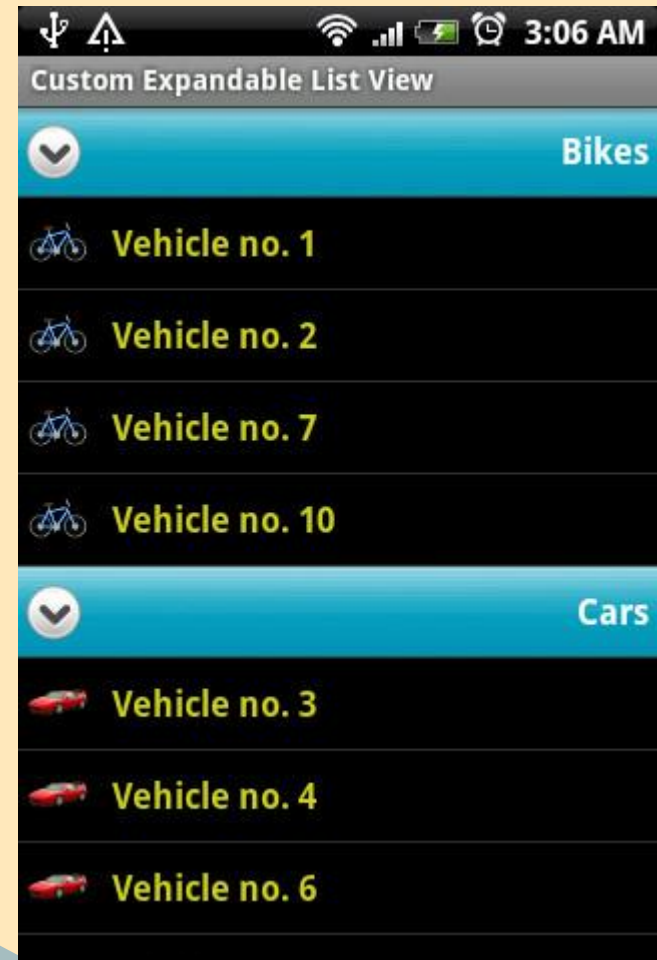 3:06 AM
Custom Expandable List View
Bikes
Vehicle no. 1
Vehicle no. 2
Vehicle no. 7
Vehicle no. 10
Cars
Vehicle no. 3
Vehicle no. 4
Vehicle no. 6